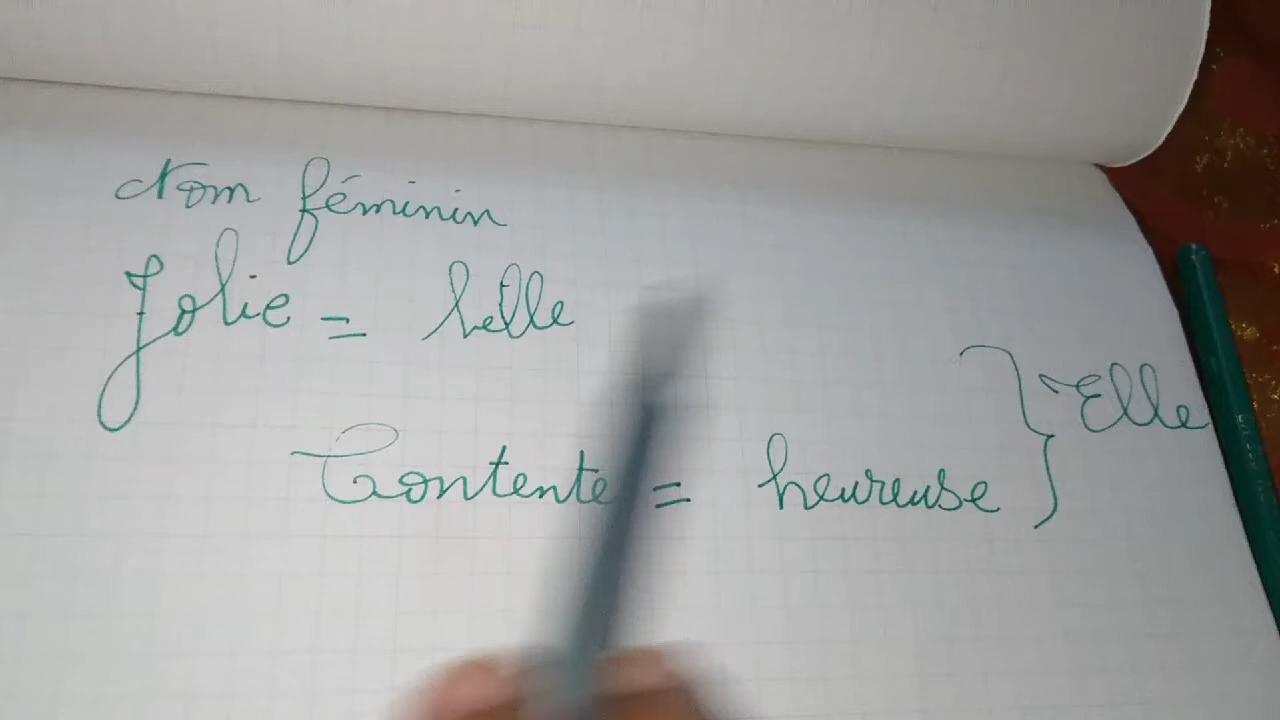 Nom féminin
Jolie = belle
Contente = heureuse } Elle